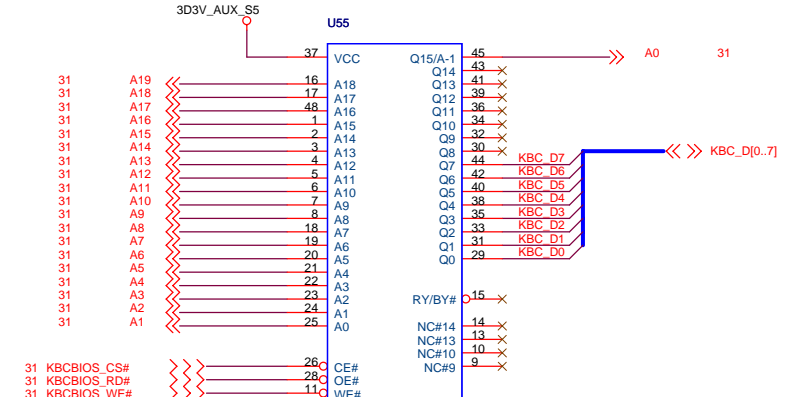 3D3V_AUX_S5
U55
37 VCC Q15/A-1 45 A0 31
Q14 43
31 A19 16 A18 Q13 41
31 A18 17 A17 Q12 39
31 A17 48 A16 Q11 36
31 A16 1 A15 Q10 34
31 A15 2 A14 Q9 32
31 A14 3 A13 Q8 30 KBC_D[0..7]
31 A13 4 A12 Q7 44 KBC_D7
31 A12 5 A11 Q6 42 KBC_D6
31 A11 6 A10 Q5 40 KBC_D5
31 A10 7 A9 Q4 38 KBC_D4
31 A9 8 A8 Q3 35 KBC_D3
31 A8 18 A7 Q2 33 KBC_D2
31 A7 19 A6 Q1 31 KBC_D1
31 A6 20 A5 Q0 29 KBC_D0
31 A5 21 A4
31 A4 22 A3
31 A3 23 A2 RY/BY# 15
31 A2 24 A1
31 A1 25 A0 NC#14 14
NC#13 13
NC#10 10
31 KBCBIOS_CS# 26 CE# NC#9 9
31 KBCBIOS_RD# 28 OE#
31 KBCBIOS_WE# 11 WE#